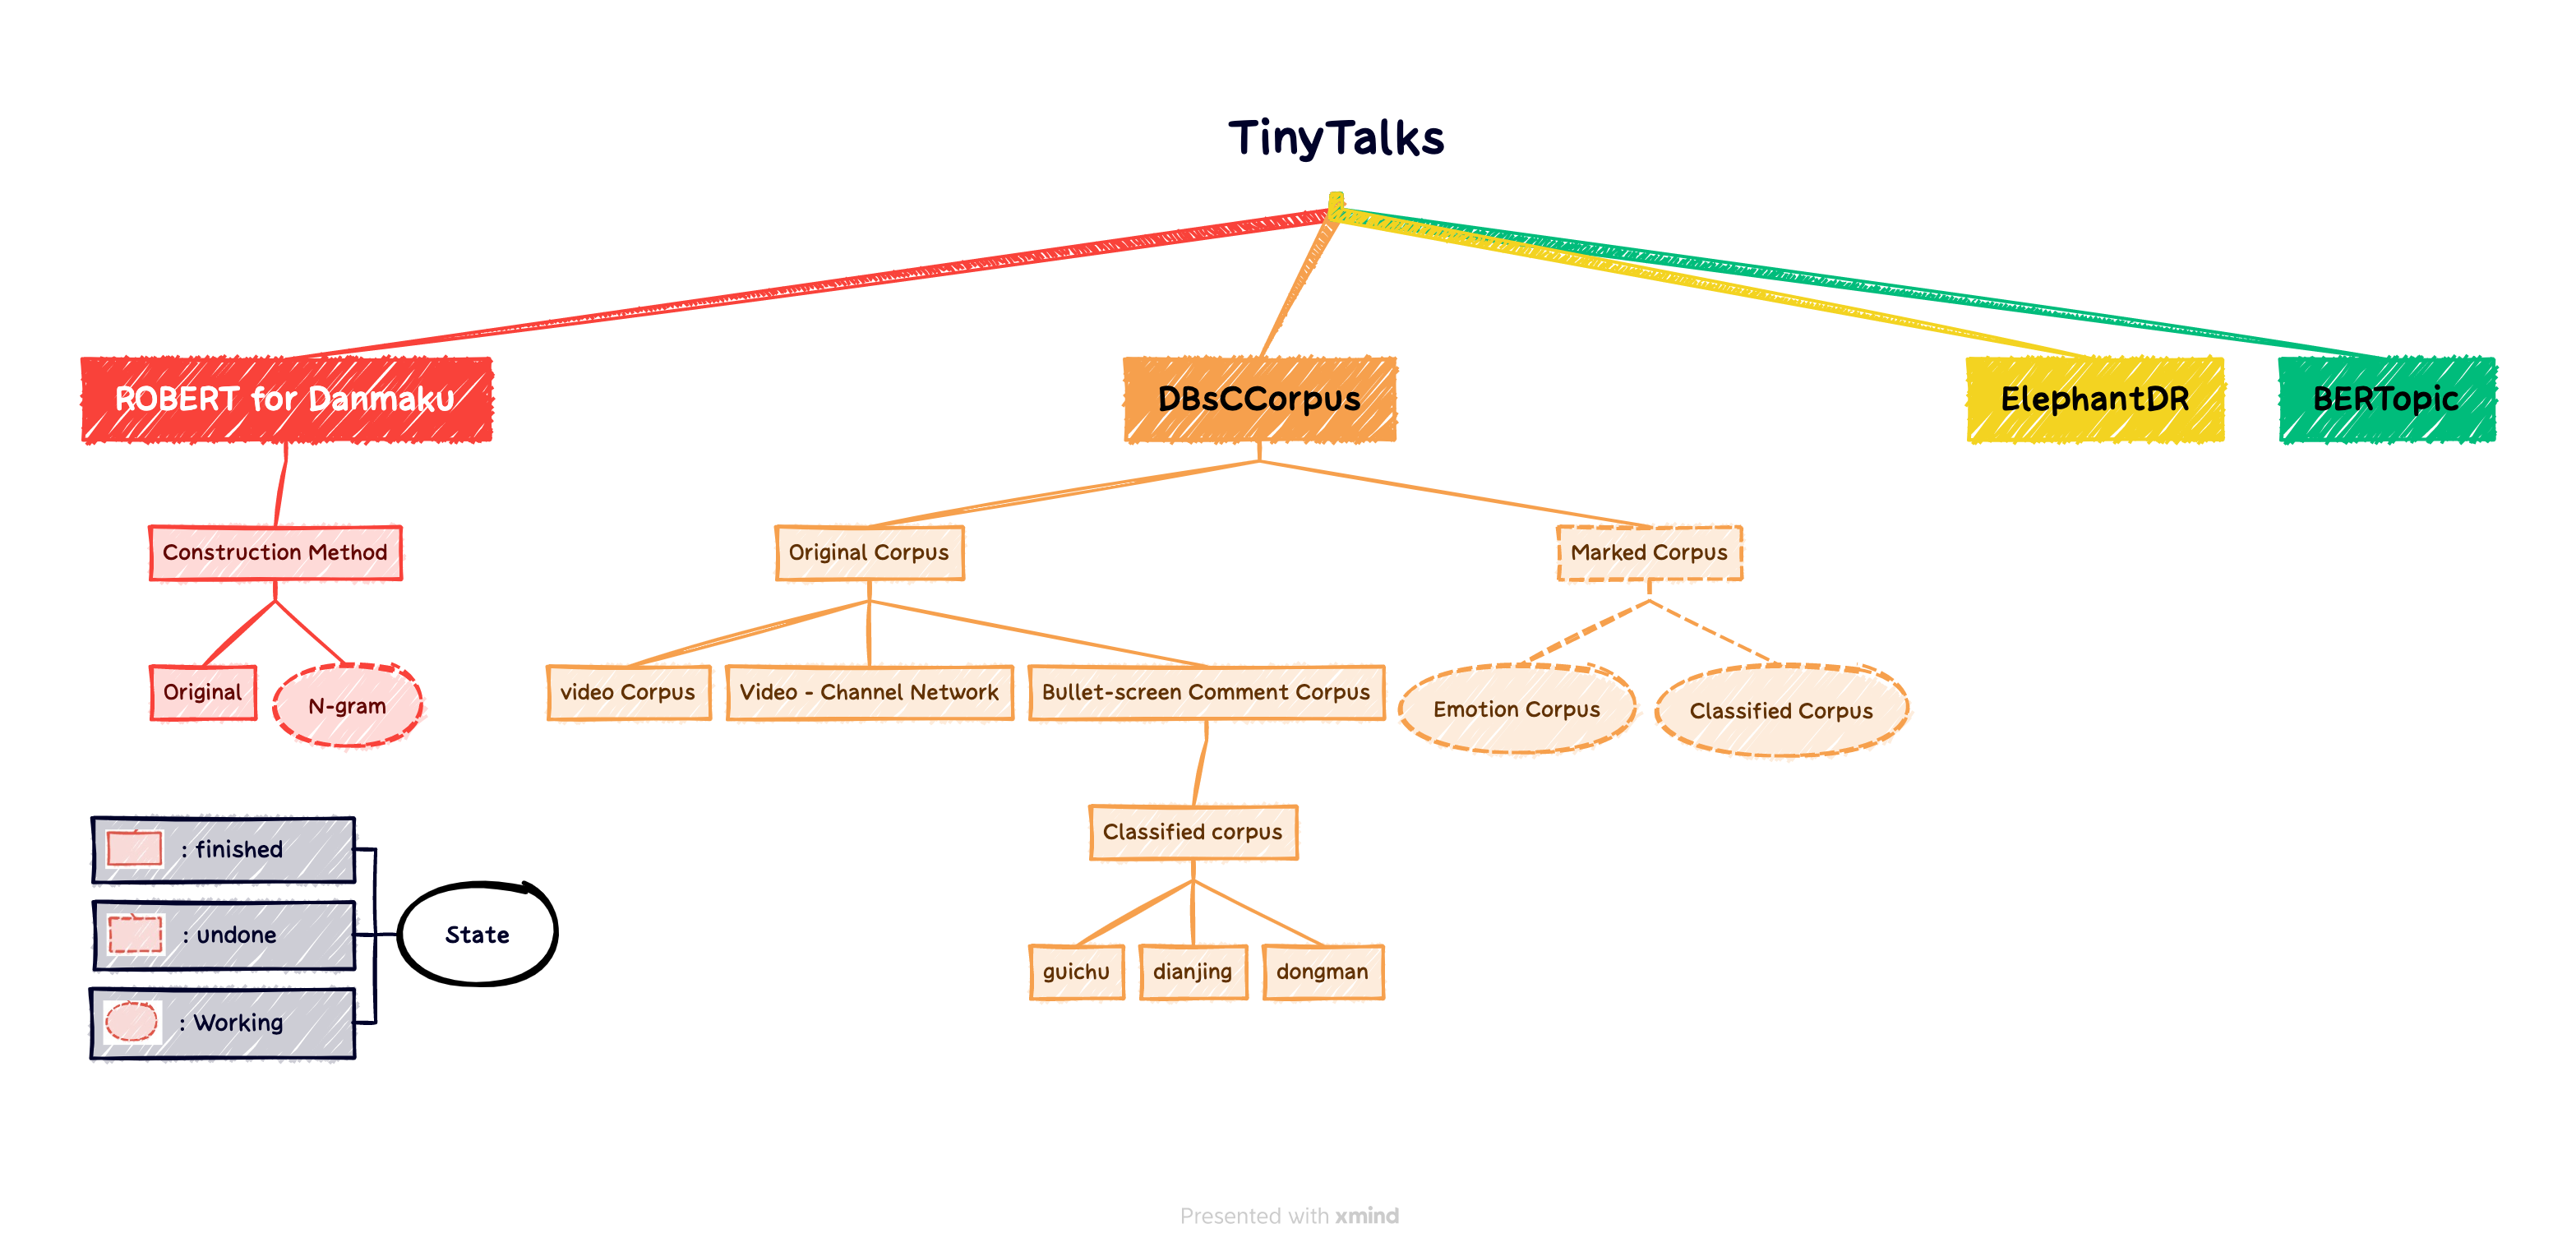 TinyTalks
ROBERT for Danmaku
DBsCCorpus
ElephantDR
BERTopic
Construction Method
Original Corpus
Marked Corpus
Original
N-gram
video Corpus
Video - Channel Network
Bullet-screen Comment Corpus
Emotion Corpus
Classified Corpus
Classified corpus
guichu
dianjing
dongman
: finished
: undone
: Working
State
Presented with xmind